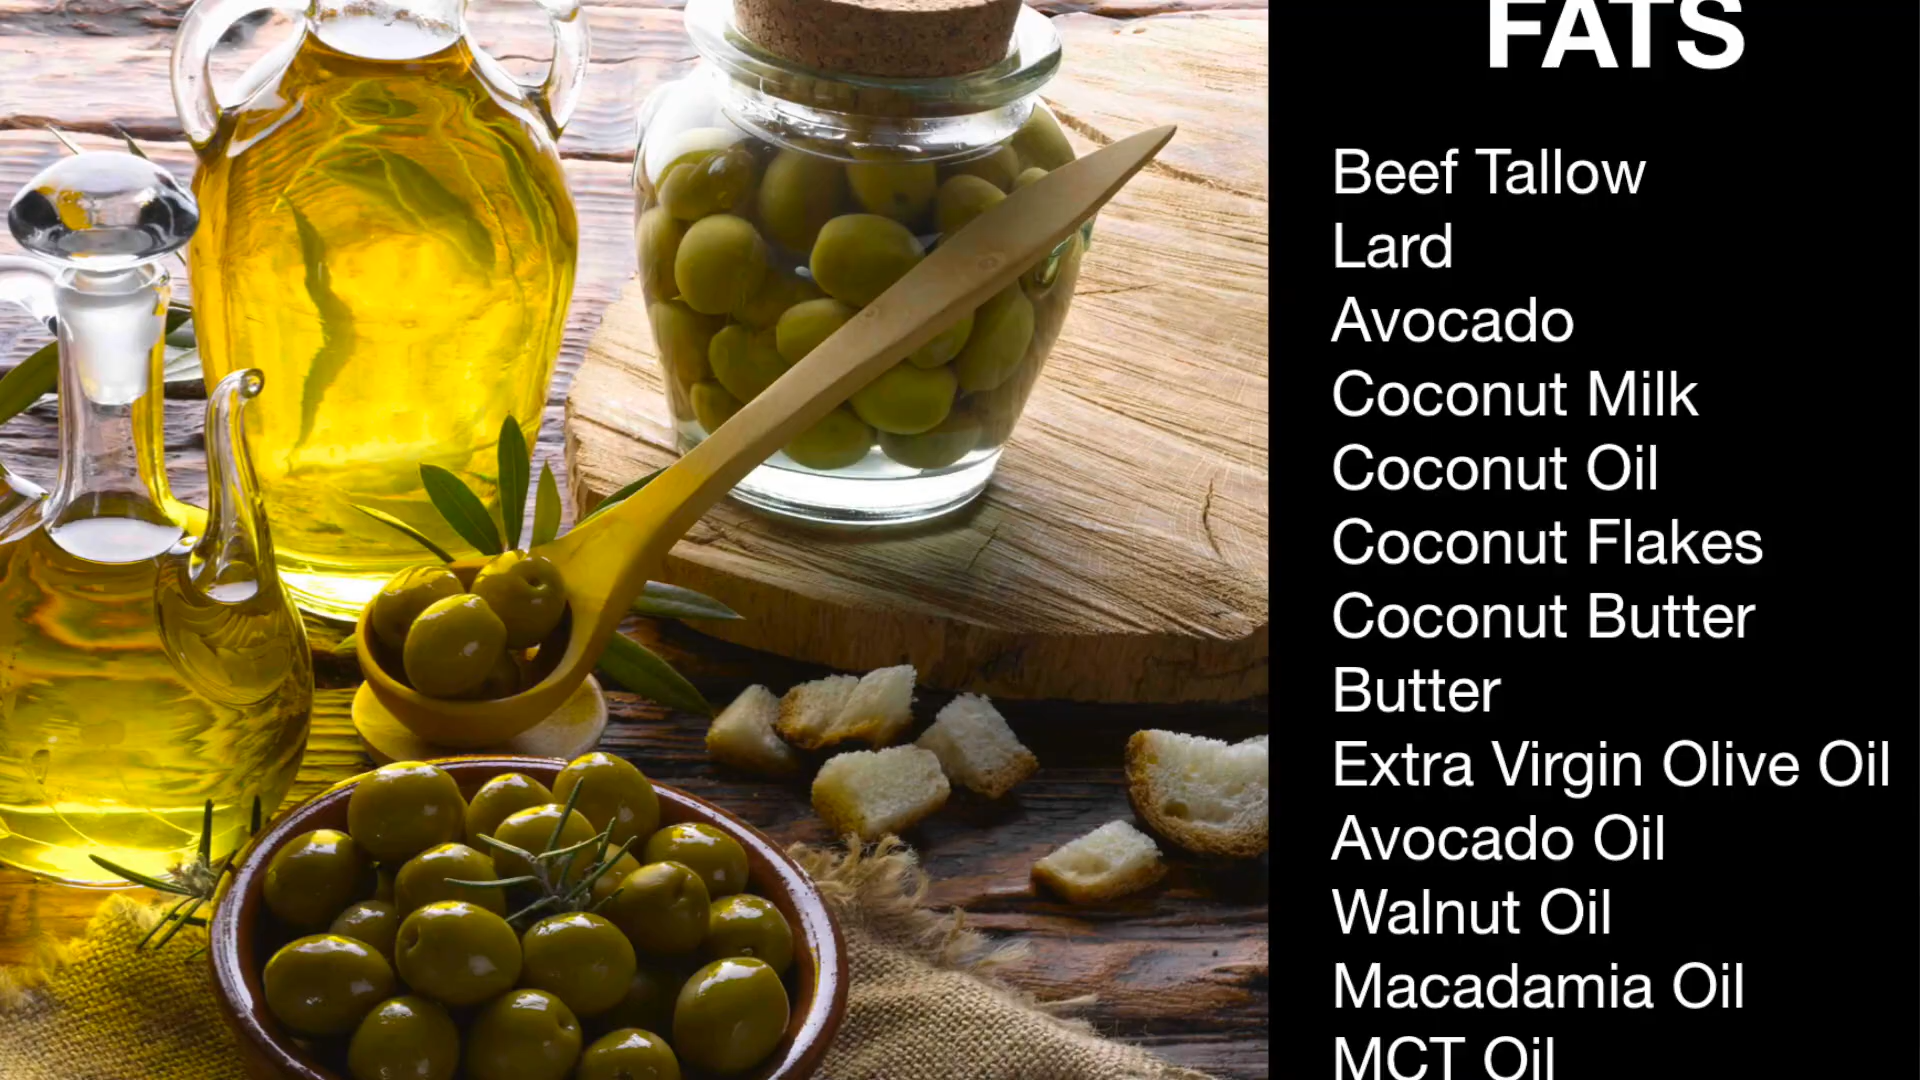 FATS
Beef Tallow
Lard
Avocado
Coconut Milk
Coconut Oil
Coconut Flakes
Coconut Butter
Butter
Extra Virgin Olive Oil
Avocado Oil
Walnut Oil
Macadamia Oil
MCT Oil